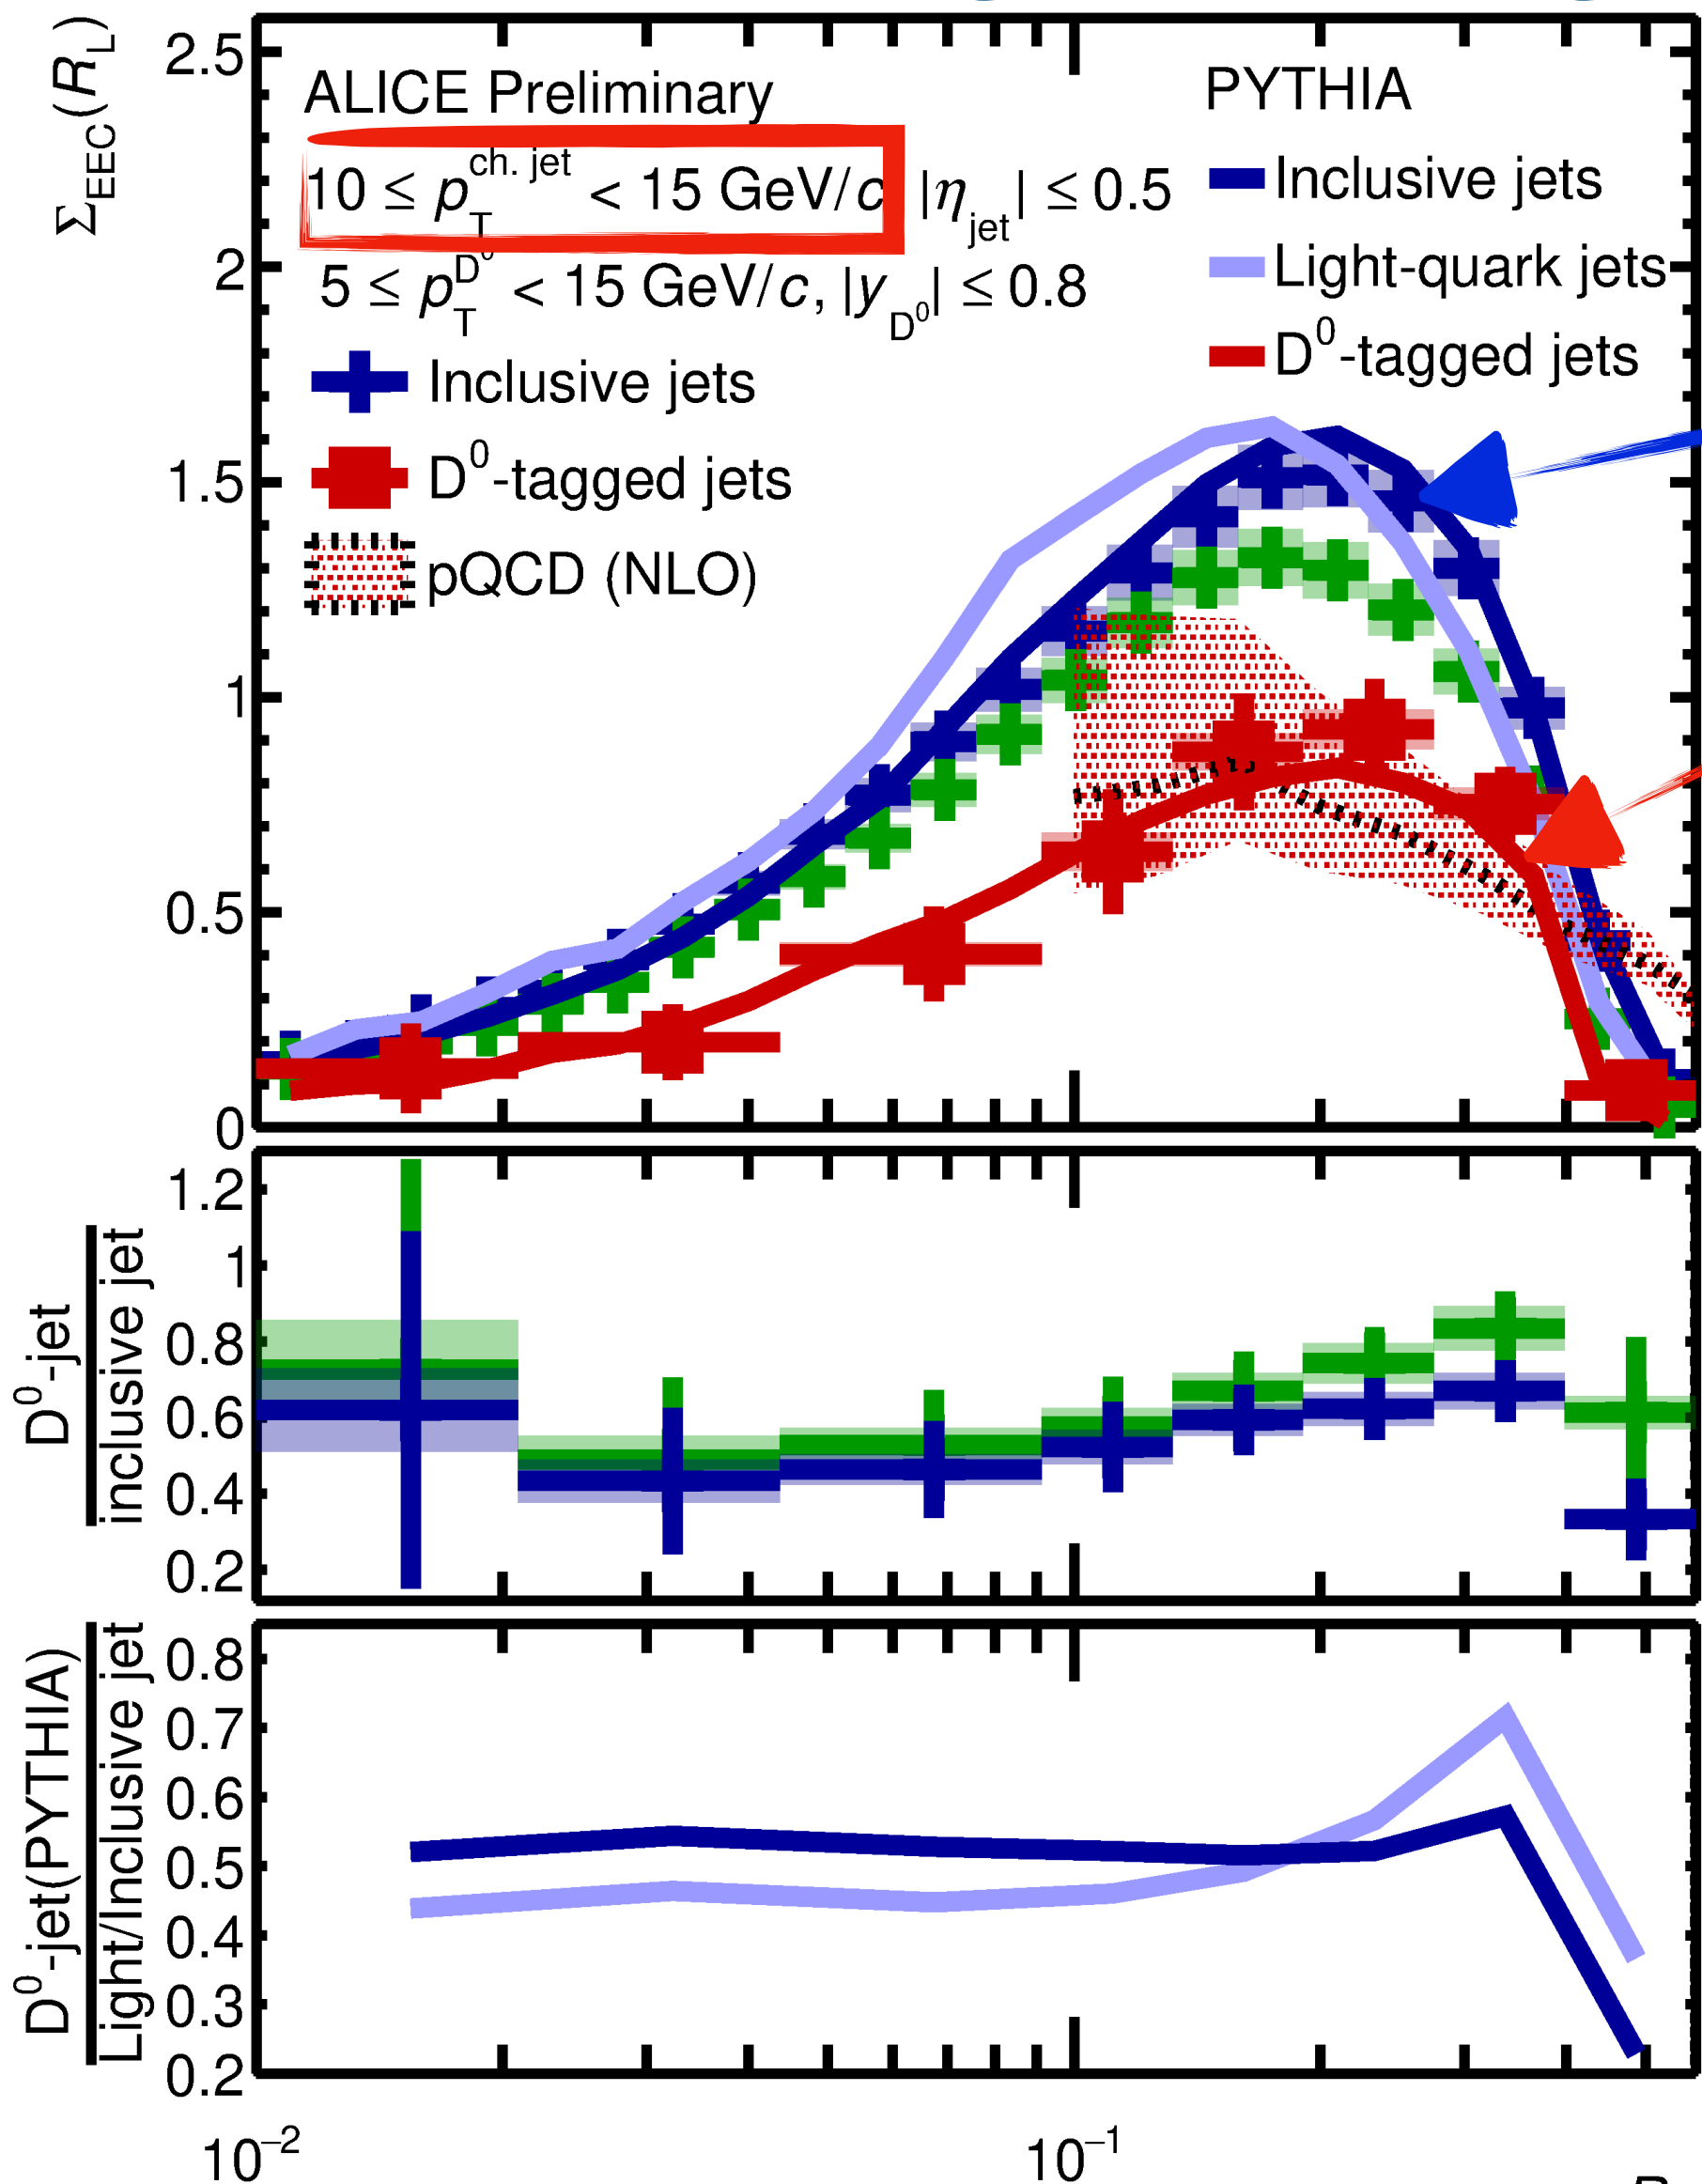 Σ_EEC(R_L)
2.5
2
1.5
1
0.5
0
ALICE Preliminary
10 ≤ p_T^ch. jet < 15 GeV/c |η_jet| ≤ 0.5
5 ≤ p_T^D⁰ < 15 GeV/c, |y_D⁰| ≤ 0.8
Inclusive jets
D⁰-tagged jets
pQCD (NLO)
PYTHIA
Inclusive jets
Light-quark jets
D⁰-tagged jets
D⁰-jet
inclusive jet
1.2
1
0.8
0.6
0.4
0.2
D⁰-jet(PYTHIA)
Light/Inclusive jet
0.8
0.7
0.6
0.5
0.4
0.3
0.2
10⁻²
10⁻¹